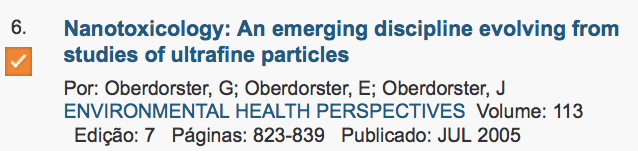 6. Nanotoxicology: An emerging discipline evolving from
studies of ultrafine particles
Por: Oberdorster, G; Oberdorster, E; Oberdorster, J
ENVIRONMENTAL HEALTH PERSPECTIVES Volume: 113
Edição: 7 Páginas: 823-839 Publicado: JUL 2005